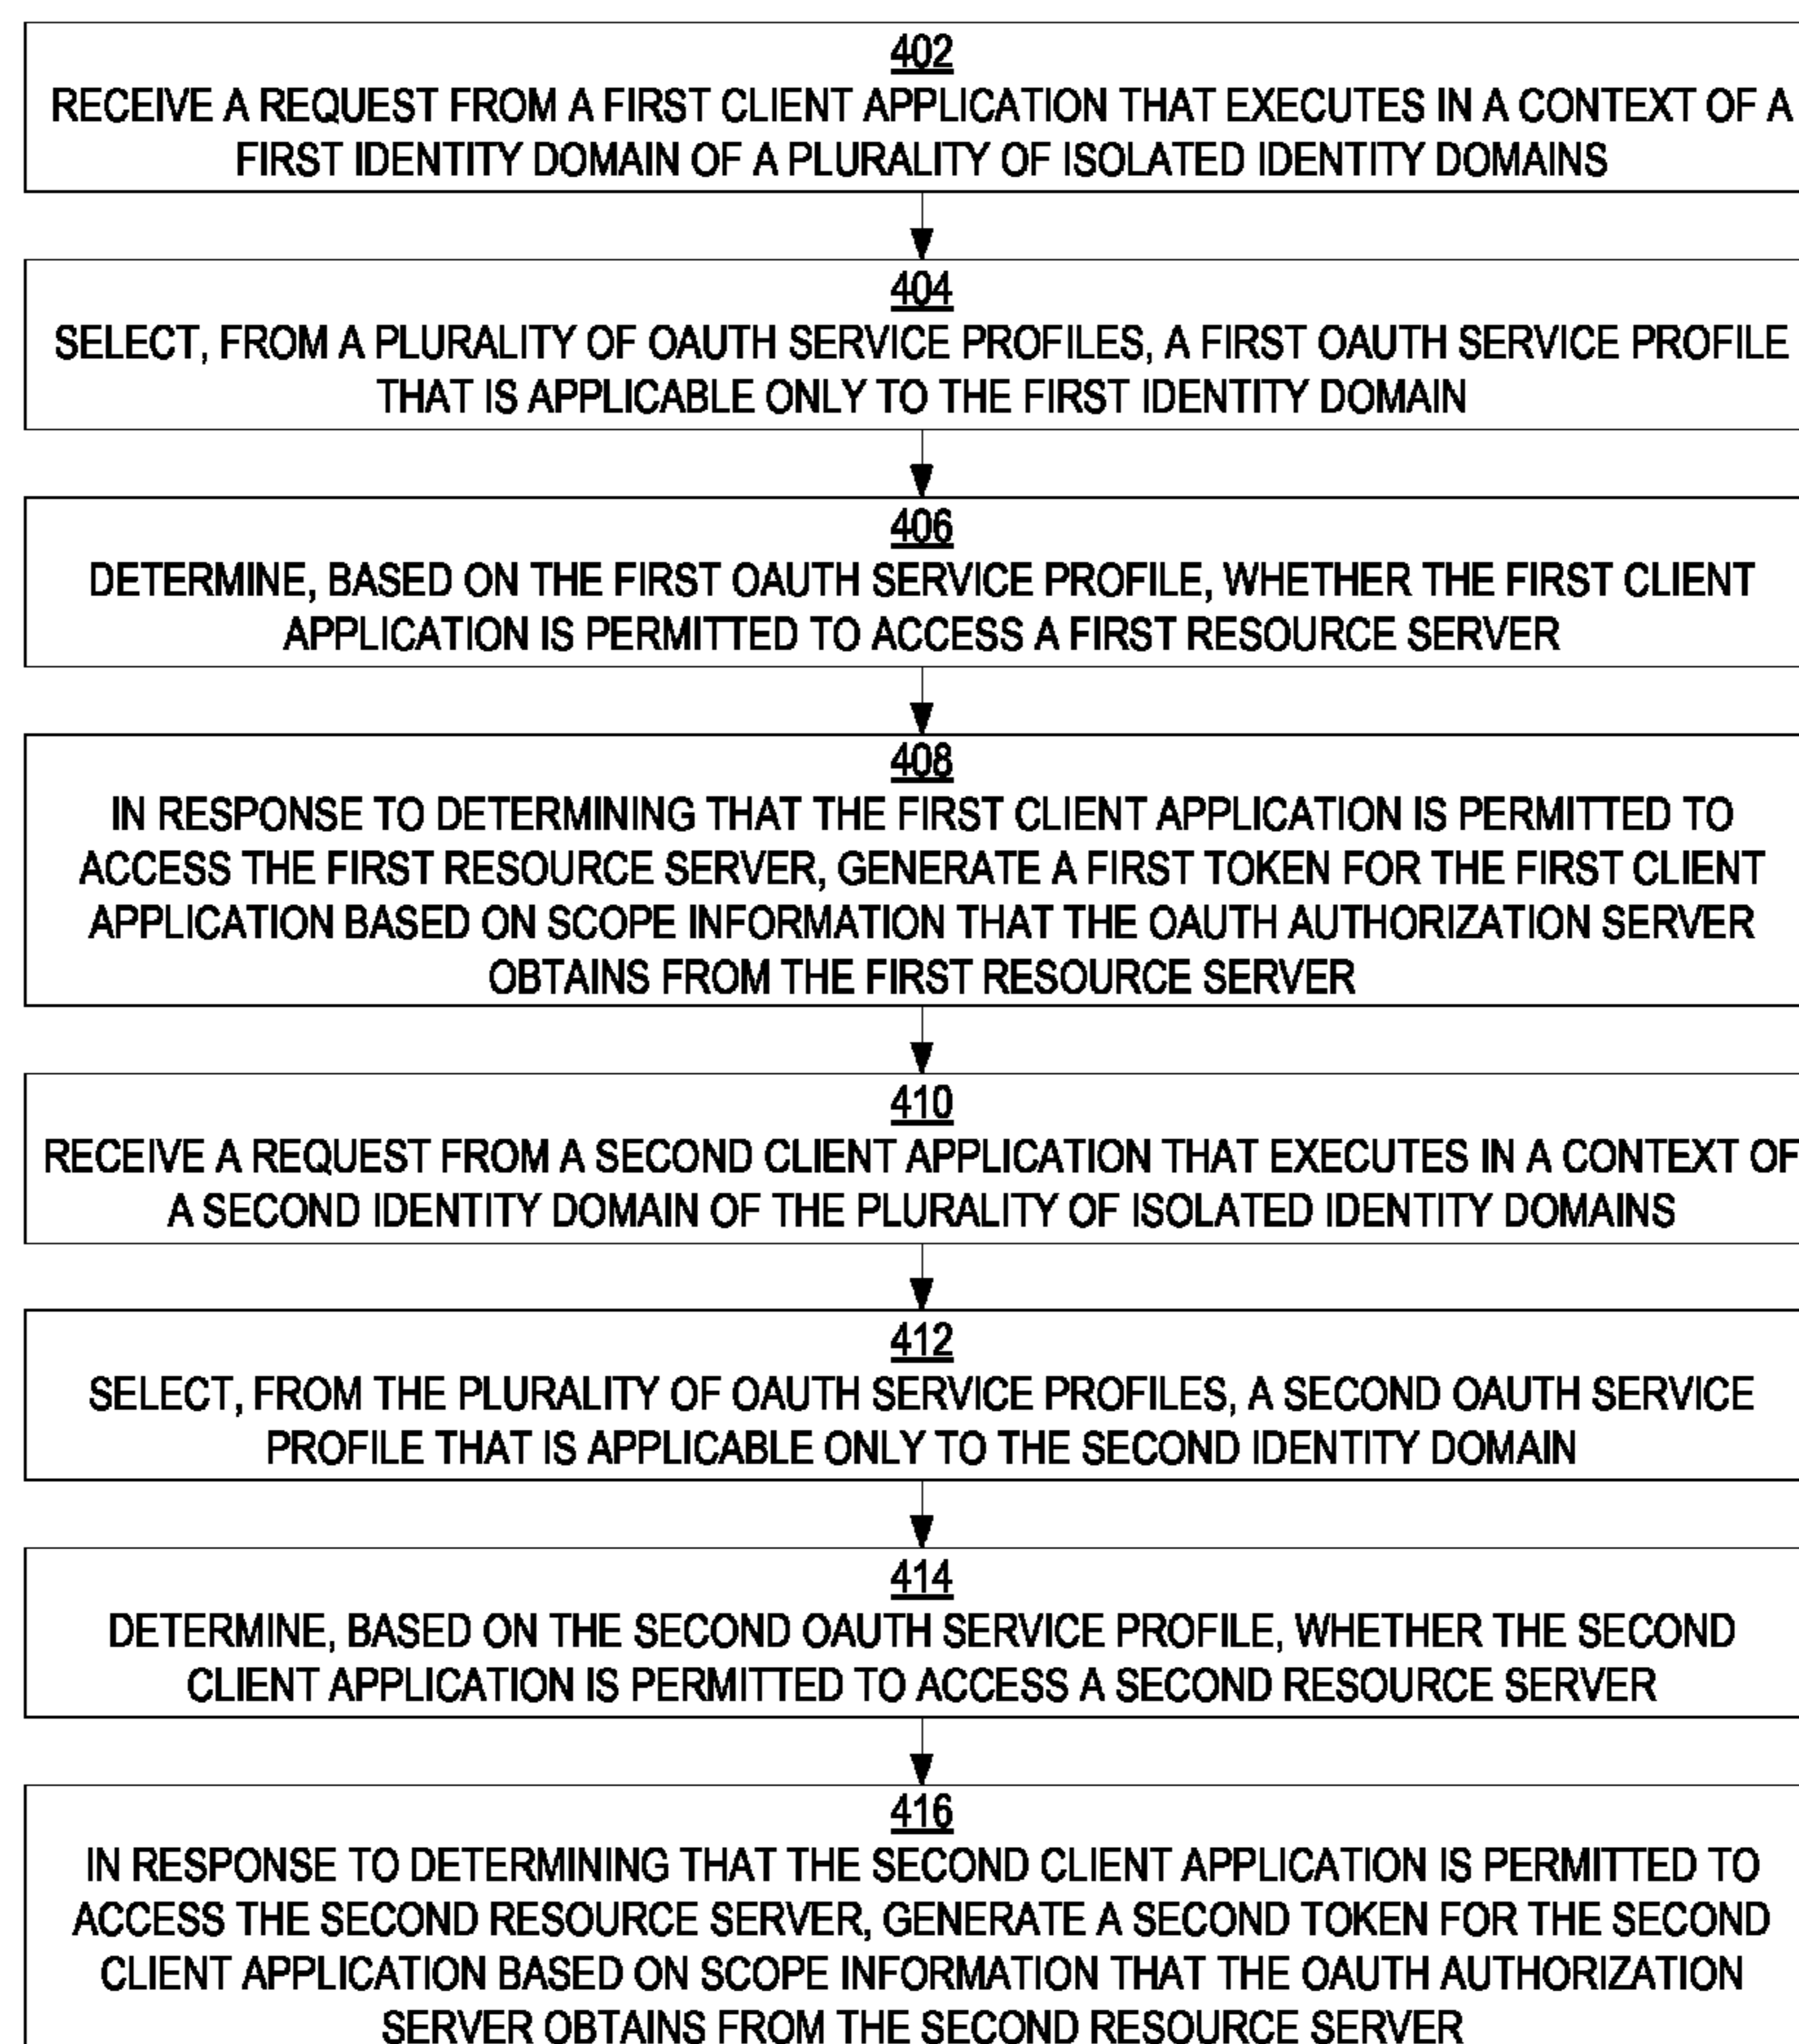 402
RECEIVE A REQUEST FROM A FIRST CLIENT APPLICATION THAT EXECUTES IN A CONTEXT OF A
FIRST IDENTITY DOMAIN OF A PLURALITY OF ISOLATED IDENTITY DOMAINS
404
SELECT, FROM A PLURALITY OF OAUTH SERVICE PROFILES, A FIRST OAUTH SERVICE PROFILE
THAT IS APPLICABLE ONLY TO THE FIRST IDENTITY DOMAIN
406
DETERMINE, BASED ON THE FIRST OAUTH SERVICE PROFILE, WHETHER THE FIRST CLIENT
APPLICATION IS PERMITTED TO ACCESS A FIRST RESOURCE SERVER
408
IN RESPONSE TO DETERMINING THAT THE FIRST CLIENT APPLICATION IS PERMITTED TO
ACCESS THE FIRST RESOURCE SERVER, GENERATE A FIRST TOKEN FOR THE FIRST CLIENT
APPLICATION BASED ON SCOPE INFORMATION THAT THE OAUTH AUTHORIZATION SERVER
OBTAINS FROM THE FIRST RESOURCE SERVER
410
RECEIVE A REQUEST FROM A SECOND CLIENT APPLICATION THAT EXECUTES IN A CONTEXT OF
A SECOND IDENTITY DOMAIN OF THE PLURALITY OF ISOLATED IDENTITY DOMAINS
412
SELECT, FROM THE PLURALITY OF OAUTH SERVICE PROFILES, A SECOND OAUTH SERVICE
PROFILE THAT IS APPLICABLE ONLY TO THE SECOND IDENTITY DOMAIN
414
DETERMINE, BASED ON THE SECOND OAUTH SERVICE PROFILE, WHETHER THE SECOND
CLIENT APPLICATION IS PERMITTED TO ACCESS A SECOND RESOURCE SERVER
416
IN RESPONSE TO DETERMINING THAT THE SECOND CLIENT APPLICATION IS PERMITTED TO
ACCESS THE SECOND RESOURCE SERVER, GENERATE A SECOND TOKEN FOR THE SECOND
CLIENT APPLICATION BASED ON SCOPE INFORMATION THAT THE OAUTH AUTHORIZATION
SERVER OBTAINS FROM THE SECOND RESOURCE SERVER